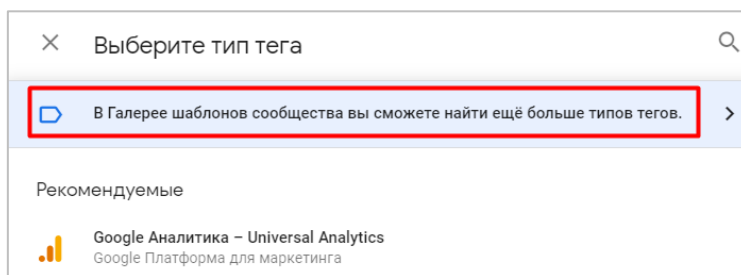 Выберите тип тега
В Галерее шаблонов сообщества вы сможете найти ещё больше типов тегов.
Рекомендуемые
Google Аналитика – Universal Analytics
Google Платформа для маркетинга